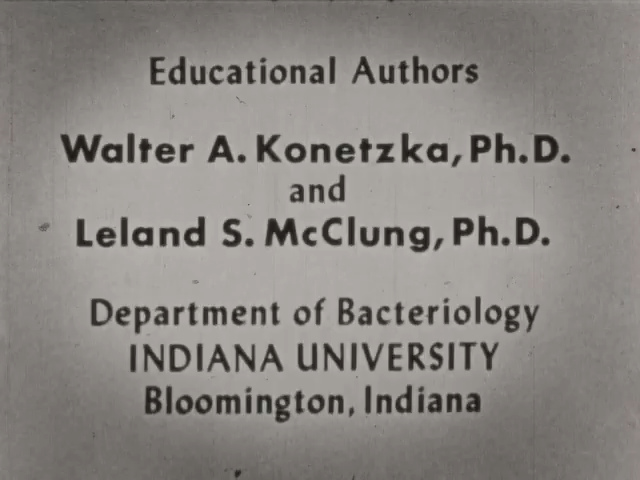 Educational Authors
Walter A. Konetzka, Ph.D.
and
Leland S. McClung, Ph.D.
Department of Bacteriology
INDIANA UNIVERSITY
Bloomington, Indiana